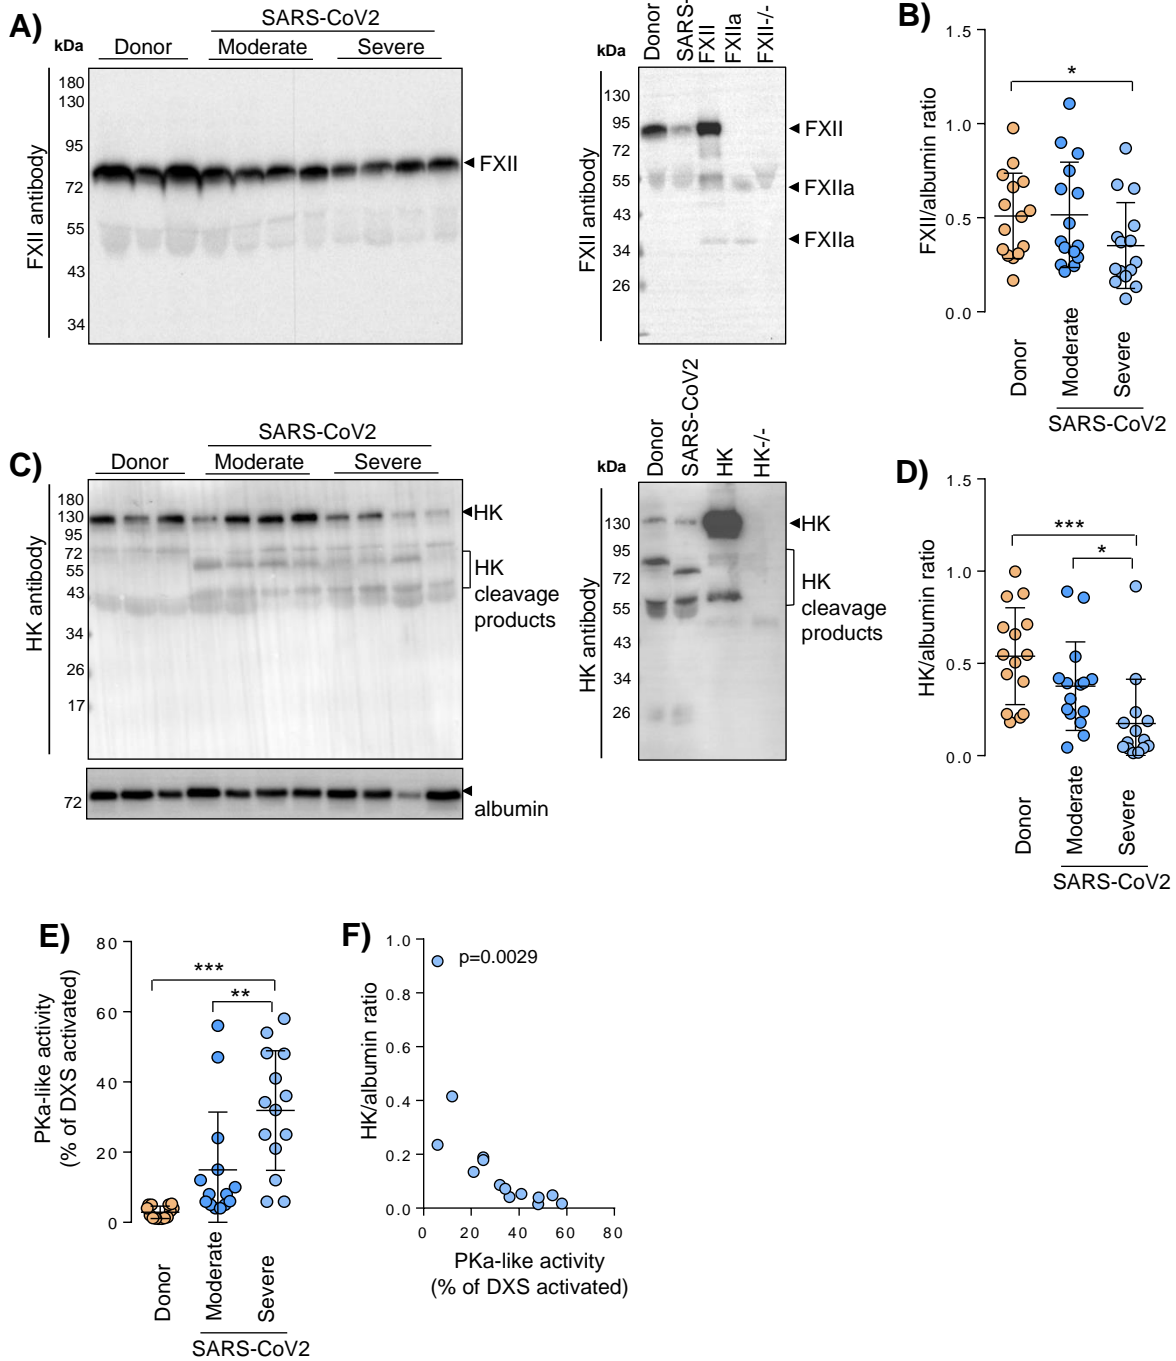 A)
SARS-CoV2
kDa
Donor
Moderate
Severe
180
130
95
72
55
43
34
FXII antibody
FXII
kDa
Donor
SARS-
FXII
FXIIa
FXII-/-
130
95
72
55
43
34
26
FXII antibody
FXII
FXIIa
FXIIa
B)
1.5
1.0
0.5
0.0
FXII/albumin ratio
*
Donor
Moderate
Severe
SARS-CoV2
C)
SARS-CoV2
Donor
Moderate
Severe
180
130
95
72
55
43
34
26
17
HK antibody
HK
HK
cleavage
products
72
albumin
kDa
Donor
SARS-CoV2
HK
HK-/-
130
95
72
55
43
34
26
HK antibody
HK
HK
cleavage
products
D)
1.5
1.0
0.5
0.0
HK/albumin ratio
***
*
Donor
Moderate
Severe
SARS-CoV2
E)
80
60
40
20
0
PKa-like activity
(% of DXS activated)
***
**
Donor
Moderate
Severe
SARS-CoV2
F)
1.0
0.8
0.6
0.4
0.2
0.0
HK/albumin ratio
p=0.0029
0 20 40 60 80
PKa-like activity
(% of DXS activated)